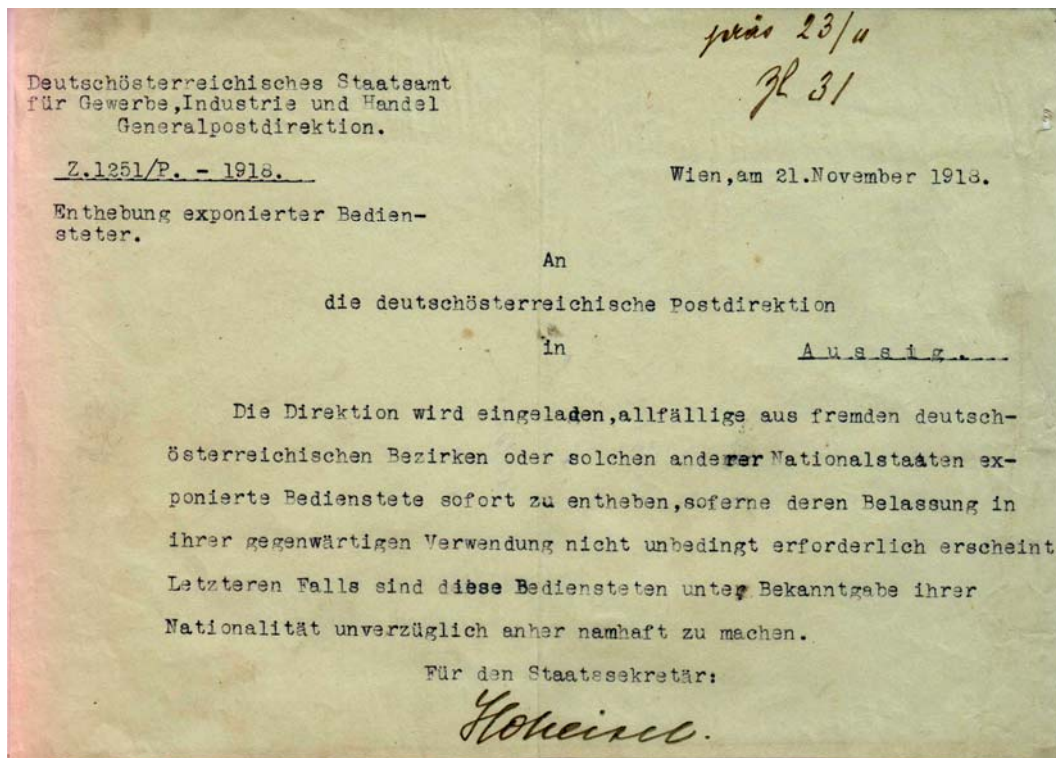 präs 23/11
Zl 31
Deutschösterreichisches Staatsamt
für Gewerbe,Industrie und Handel
Generalpostdirektion.
Z.1251/P. - 1918.
Wien,am 21.November 1918.
Enthebung exponierter Bedien-
steter.
An
die deutschösterreichische Postdirektion
in Aussig.
Die Direktion wird eingeladen,allfällige aus fremden deutsch-
österreichischen Bezirken oder solchen anderer Nationalstaaten ex-
ponierte Bedienstete sofort zu entheben,soferne deren Belassung in
ihrer gegenwärtigen Verwendung nicht unbedingt erforderlich erscheint
Letzteren Falls sind diese Bediensteten unter Bekanntgabe ihrer
Nationalität unverzüglich anher namhaft zu machen.
Für den Staatssekretär:
Hoheisel.